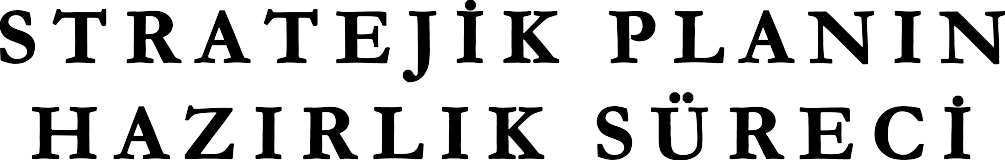 STRATEJİK PLANIN
HAZIRLIK SÜRECİ